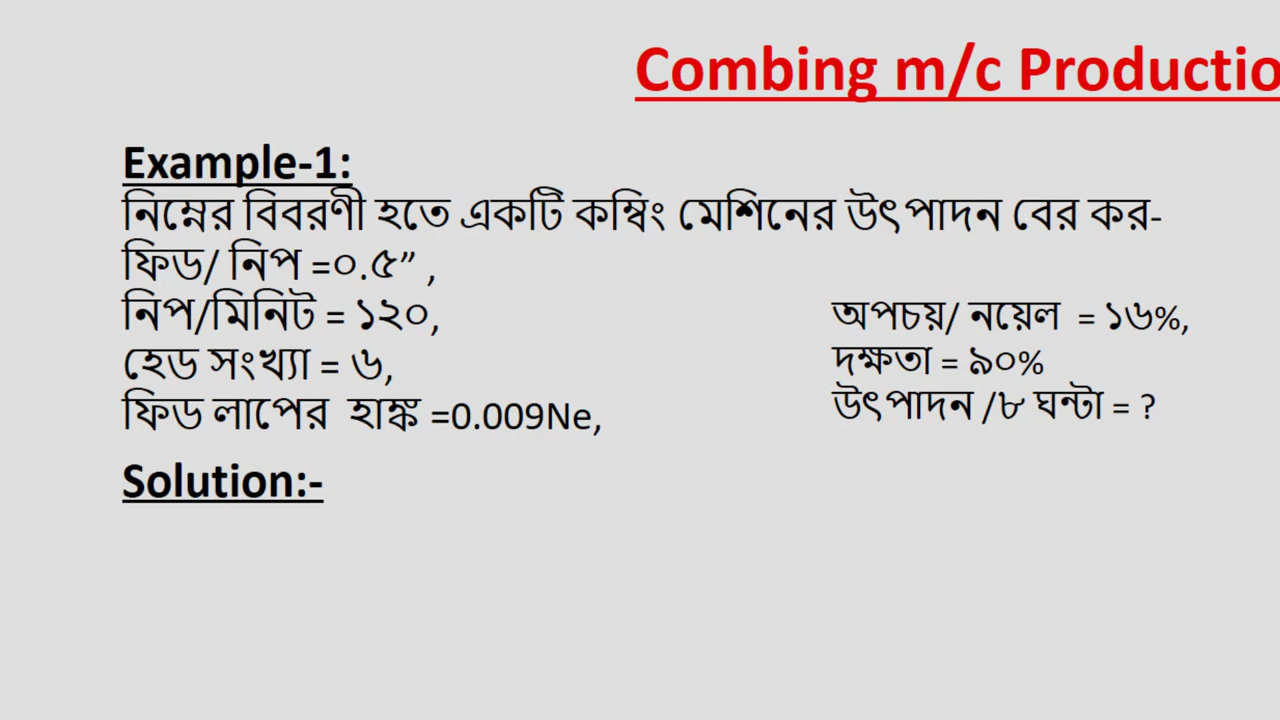 Combing m/c Productio
Example-1:
নিম্নের বিবরণী হতে একটি কম্বিং মেশিনের উৎপাদন বের কর-
ফিড/ নিপ =০.৫” ,
নিপ/মিনিট = ১২০,
হেড সংখ্যা = ৬,
ফিড লাপের হাঙ্ক =0.009Ne,
অপচয়/ নয়েল = ১৬%,
দক্ষতা = ৯০%
উৎপাদন /৮ ঘন্টা = ?
Solution:-